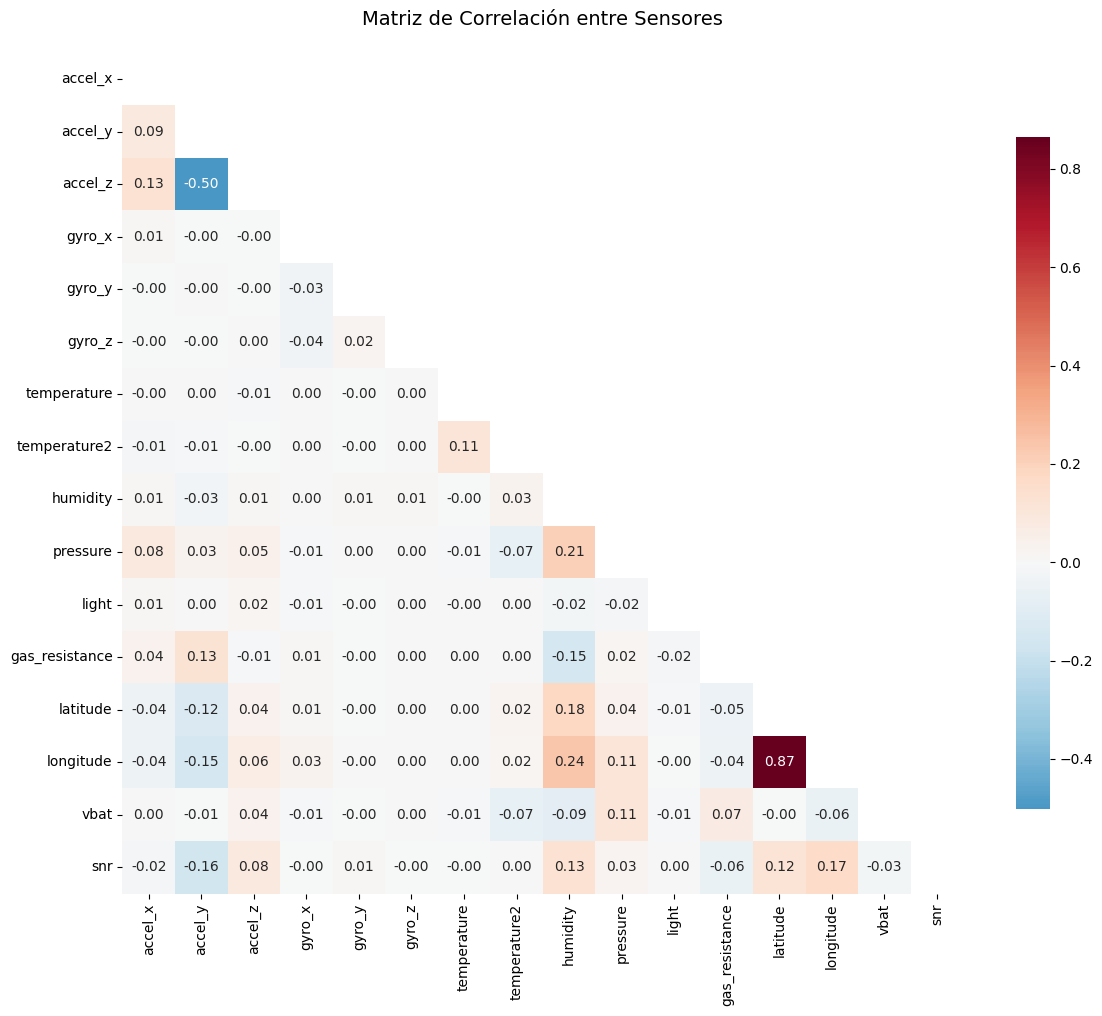 Matriz de Correlación entre Sensores
accel_x
accel_y 0.09
accel_z 0.13 -0.50
gyro_x 0.01 -0.00 -0.00
gyro_y -0.00 -0.00 -0.00 -0.03
gyro_z -0.00 -0.00 0.00 -0.04 0.02
temperature -0.00 0.00 -0.01 0.00 -0.00 0.00
temperature2 -0.01 -0.01 -0.00 0.00 -0.00 0.00 0.11
humidity 0.01 -0.03 0.01 0.00 0.01 0.01 -0.00 0.03
pressure 0.08 0.03 0.05 -0.01 0.00 0.00 -0.01 -0.07 0.21
light 0.01 0.00 0.02 -0.01 -0.00 0.00 -0.00 0.00 -0.02 -0.02
gas_resistance 0.04 0.13 -0.01 0.01 -0.00 0.00 0.00 0.00 -0.15 0.02 -0.02
latitude -0.04 -0.12 0.04 0.01 -0.00 0.00 0.00 0.02 0.18 0.04 -0.01 -0.05
longitude -0.04 -0.15 0.06 0.03 -0.00 0.00 0.00 0.02 0.24 0.11 -0.00 -0.04 0.87
vbat 0.00 -0.01 0.04 -0.01 -0.00 0.00 -0.01 -0.07 -0.09 0.11 -0.01 0.07 -0.00 -0.06
snr -0.02 -0.16 0.08 -0.00 0.01 -0.00 -0.00 0.00 0.13 0.03 0.00 -0.06 0.12 0.17 -0.03
accel_x accel_y accel_z gyro_x gyro_y gyro_z temperature temperature2 humidity pressure light gas_resistance latitude longitude vbat snr
0.8
0.6
0.4
0.2
0.0
−0.2
−0.4